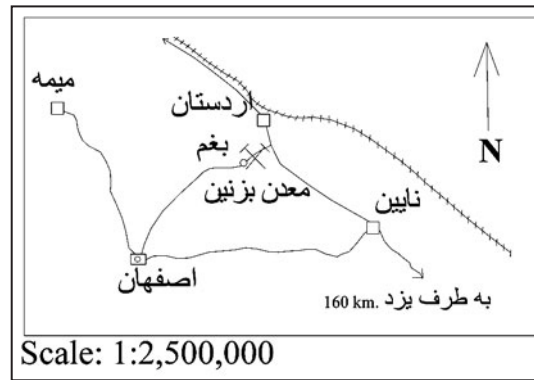 میمه
اردستان
بغم
N
معدن بزنین
نایین
اصفهان
به طرف یزد 160 km.
Scale: 1:2,500,000